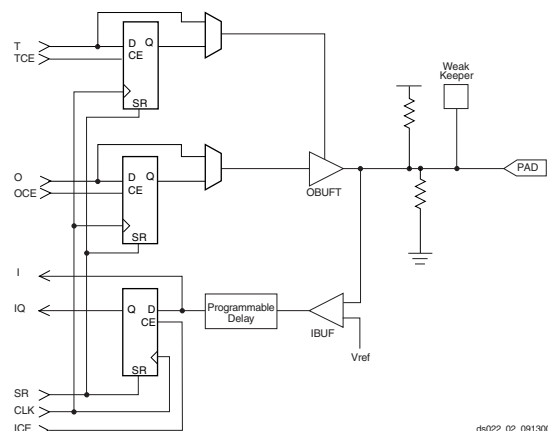 T
TCE
D Q
CE
SR
Weak
Keeper
O
OCE
D Q
CE
SR
OBUFT
PAD
I
IQ
Q D
CE
SR
Programmable
Delay
IBUF
Vref
SR
CLK
ICE
ds022_02_091300